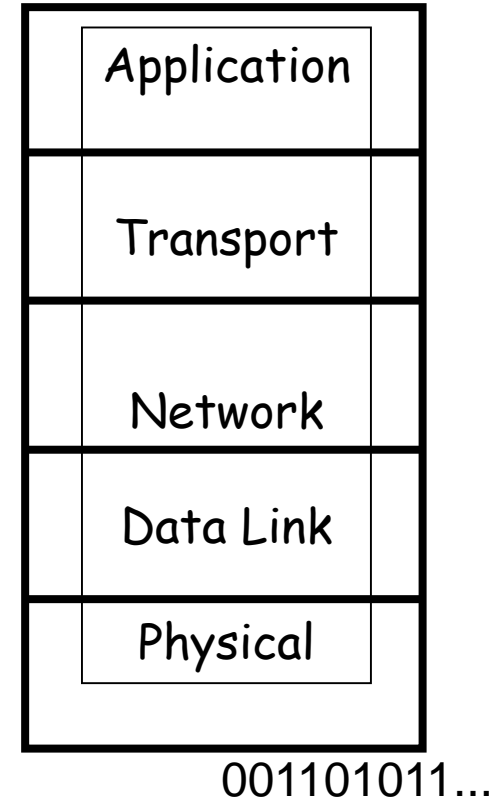 Application
Transport
Network
Data Link
Physical
001101011...